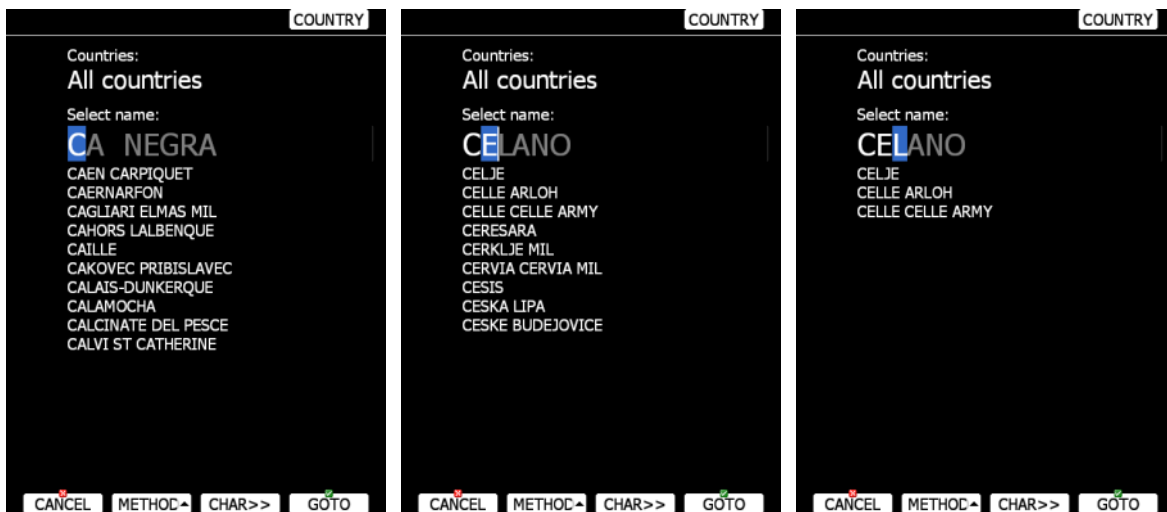 COUNTRY
Countries:
All countries
Select name:
CA NEGRA
CAEN CARPIQUET
CAERNARFON
CAGLIARI ELMAS MIL
CAHORS LALBENQUE
CAILLE
CAKOVEC PRIBISLAVEC
CALAIS-DUNKERQUE
CALAMOCHA
CALCINATE DEL PESCE
CALVI ST CATHERINE
CANCEL METHOD CHAR>> GOTO
COUNTRY
Countries:
All countries
Select name:
CELANO
CELJE
CELLE ARLOH
CELLE CELLE ARMY
CERESARA
CERKLJE MIL
CERVIA CERVIA MIL
CESIS
CESKA LIPA
CESKE BUDEJOVICE
CANCEL METHOD CHAR>> GOTO
COUNTRY
Countries:
All countries
Select name:
CELANO
CELJE
CELLE ARLOH
CELLE CELLE ARMY
CANCEL METHOD CHAR>> GOTO